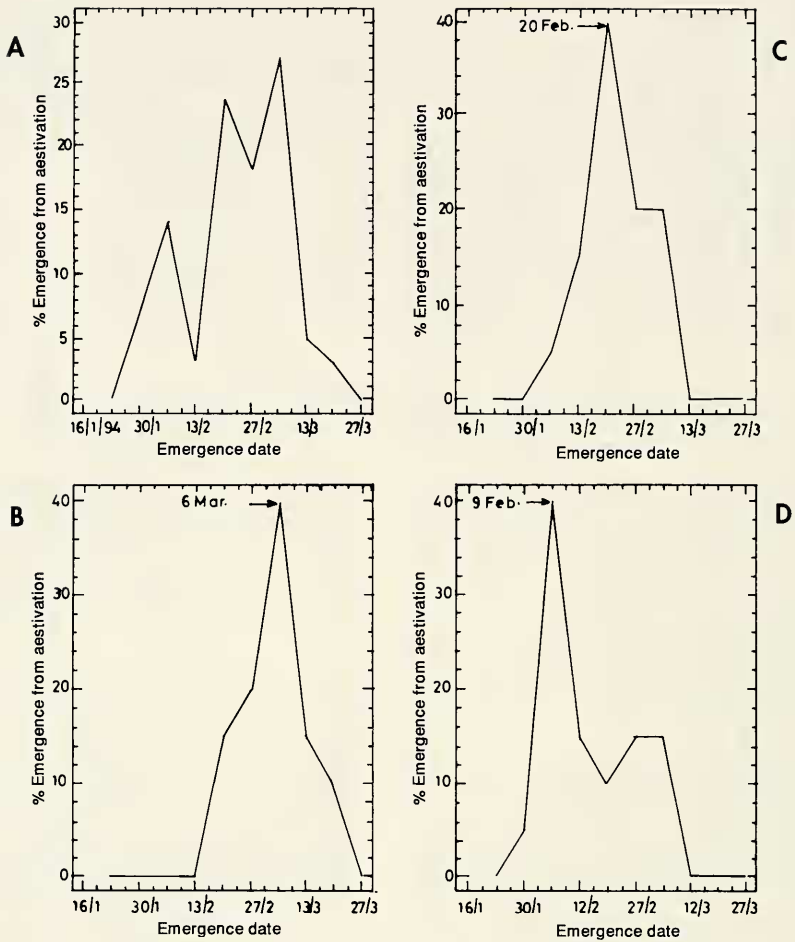 A
30
25
20
15
10
5
0
% Emergence from aestivation
16/1/94 30/1 13/2 27/2 13/3 27/3
Emergence date
C
20 Feb.
40
30
20
10
0
% Emergence from aestivation
16/1 30/1 13/2 27/2 13/3 27/3
Emergence date
B
6 Mar.
40
30
20
10
0
% Emergence from aestivation
16/1 30/1 13/2 27/2 13/3 27/3
Emergence date
D
9 Feb.
40
30
20
10
0
% Emergence from aestivation
16/1 30/1 12/2 27/2 12/3 27/3
Emergence date